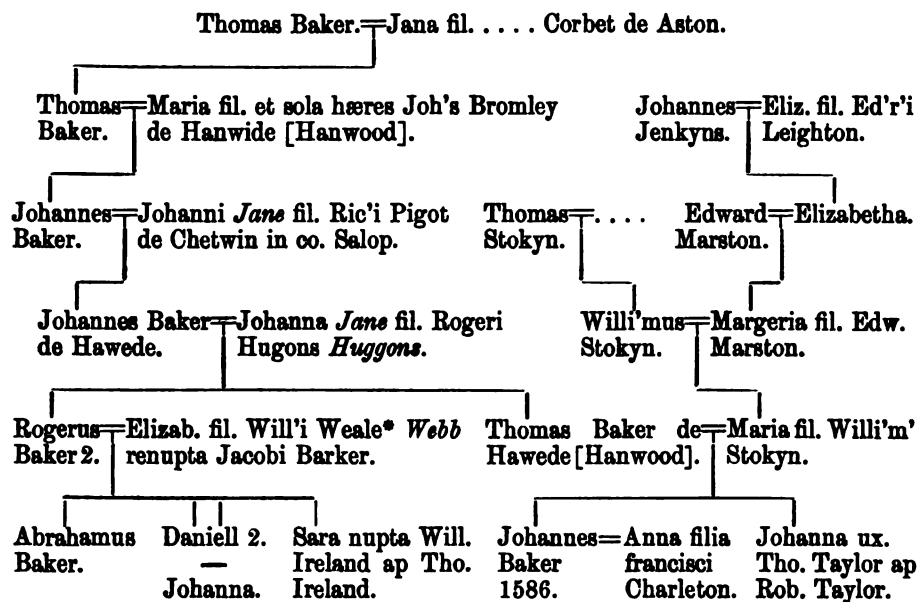 Thomas Baker.=Jana fil. . . . . . Corbet de Aston.
Thomas=Maria fil. et sola hæres Joh's Bromley
Baker. de Hanwide [Hanwood].
Johannes=Eliz. fil. Ed'r'i
Jenkyns. Leighton.
Johannes=Johanni Jane fil. Ric'i Pigot
Baker. de Chetwin in co. Salop.
Thomas=. . . .
Stokyn.
Edward=Elizabetha.
Marston.
Johannes Baker=Johanna Jane fil. Rogeri
de Hawede. Hugons Huggons.
Willi'mus=Margeria fil. Edw.
Stokyn. Marston.
Rogerus=Elizab. fil. Will'i Weale* Webb
Baker 2. renupta Jacobi Barker.
Thomas Baker de=Maria fil. Willi'm'
Hawede [Hanwood]. Stokyn.
Abrahamus
Baker.
Daniell 2.
—
Johanna.
Sara nupta Will.
Ireland ap Tho.
Ireland.
Johannes=Anna filia
Baker francisci
1586. Charleton.
Johanna ux.
Tho. Taylor ap
Rob. Taylor.